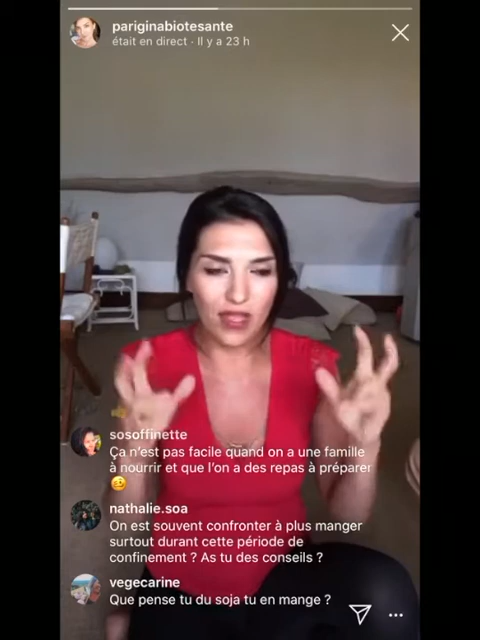 pariginabiotesante
était en direct · Il y a 23 h
sosoffinette
Ça n'est pas facile quand on a une famille
à nourrir et que l'on a des repas à préparer
🥴
nathalie.soa
On est souvent confronter à plus manger
surtout durant cette période de
confinement ? As tu des conseils ?
vegecarine
Que pense tu du soja tu en mange ?